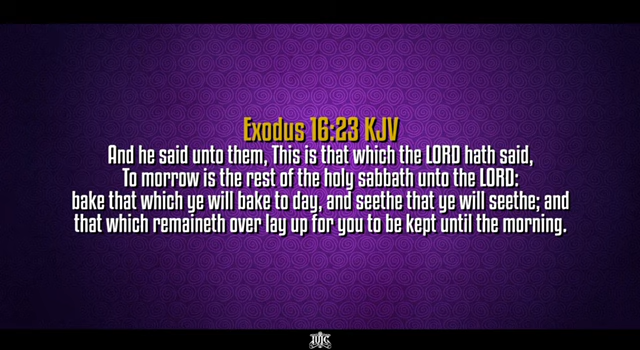 Exodus 16:23 KJV
And he said unto them, This is that which the LORD hath said,
To morrow is the rest of the holy sabbath unto the LORD:
bake that which ye will bake to day, and seethe that ye will seethe; and
that which remaineth over lay up for you to be kept until the morning.